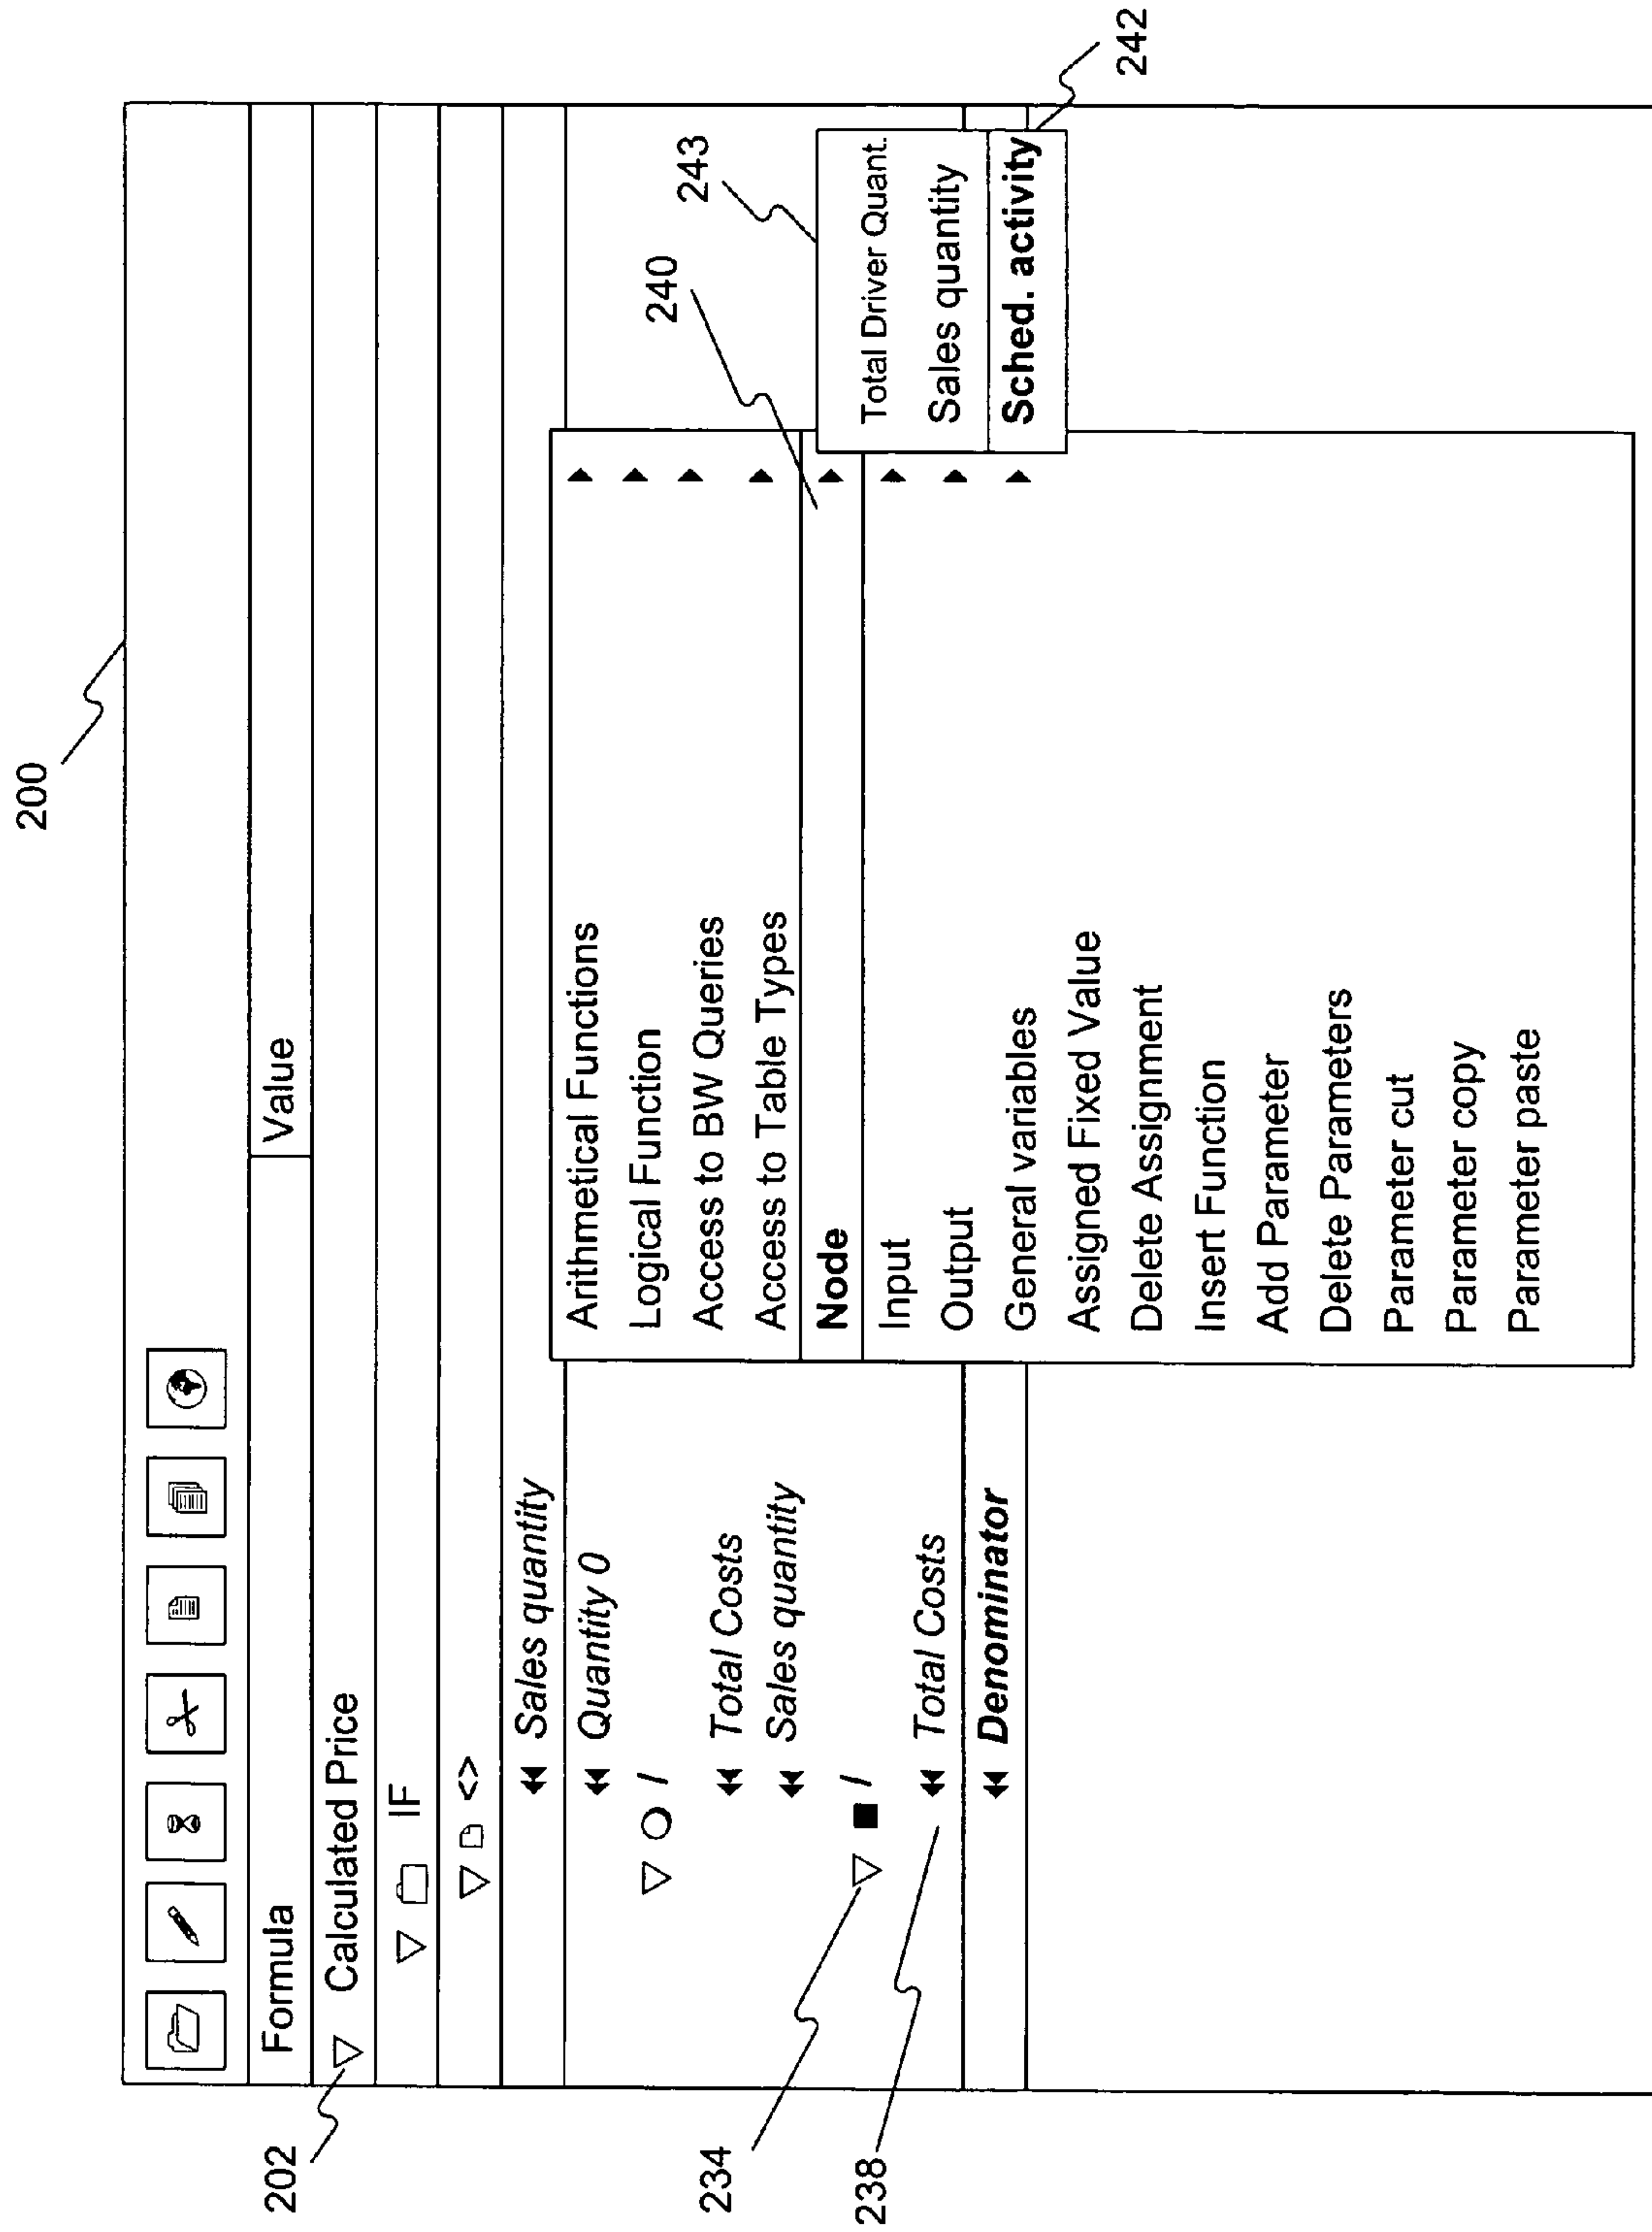 200
Formula
Value
202
Calculated Price
IF
<>
Sales quantity
Quantity 0
/
Total Costs
Sales quantity
234
/
238
Total Costs
Denominator
Arithmetical Functions
Logical Function
Access to BW Queries
Access to Table Types
Node
Input
Output
General variables
Assigned Fixed Value
Delete Assignment
Insert Function
Add Parameter
Delete Parameters
Parameter cut
Parameter copy
Parameter paste
240
243
Total Driver Quant.
Sales quantity
Sched. activity
242